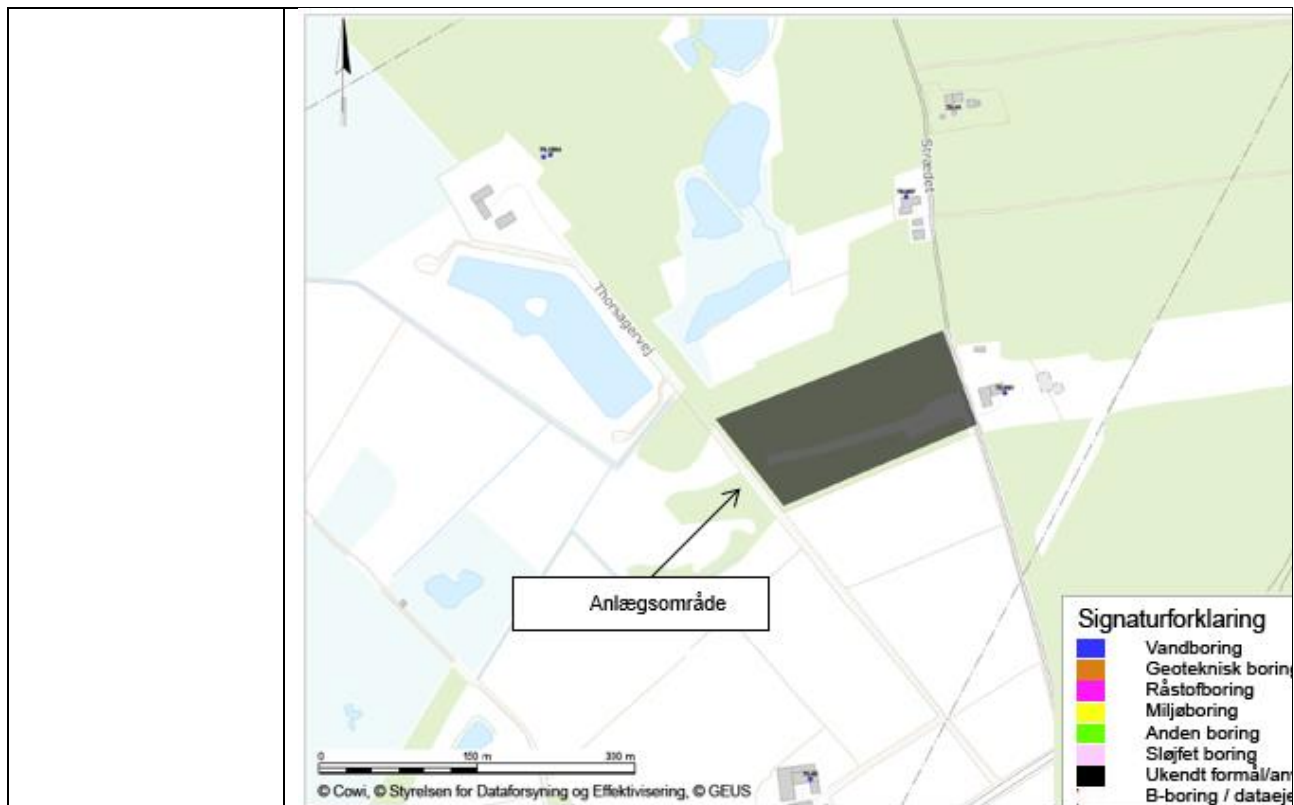 Strædet
Thorsagervej
Anlægsområde
Signaturforklaring
Vandboring
Geoteknisk boring
Råstofboring
Miljøboring
Anden boring
Sløjfet boring
Ukendt formål/an
B-boring / dataeje
0 150 m 300 m
© Cowi, © Styrelsen for Dataforsyning og Effektivisering, © GEUS